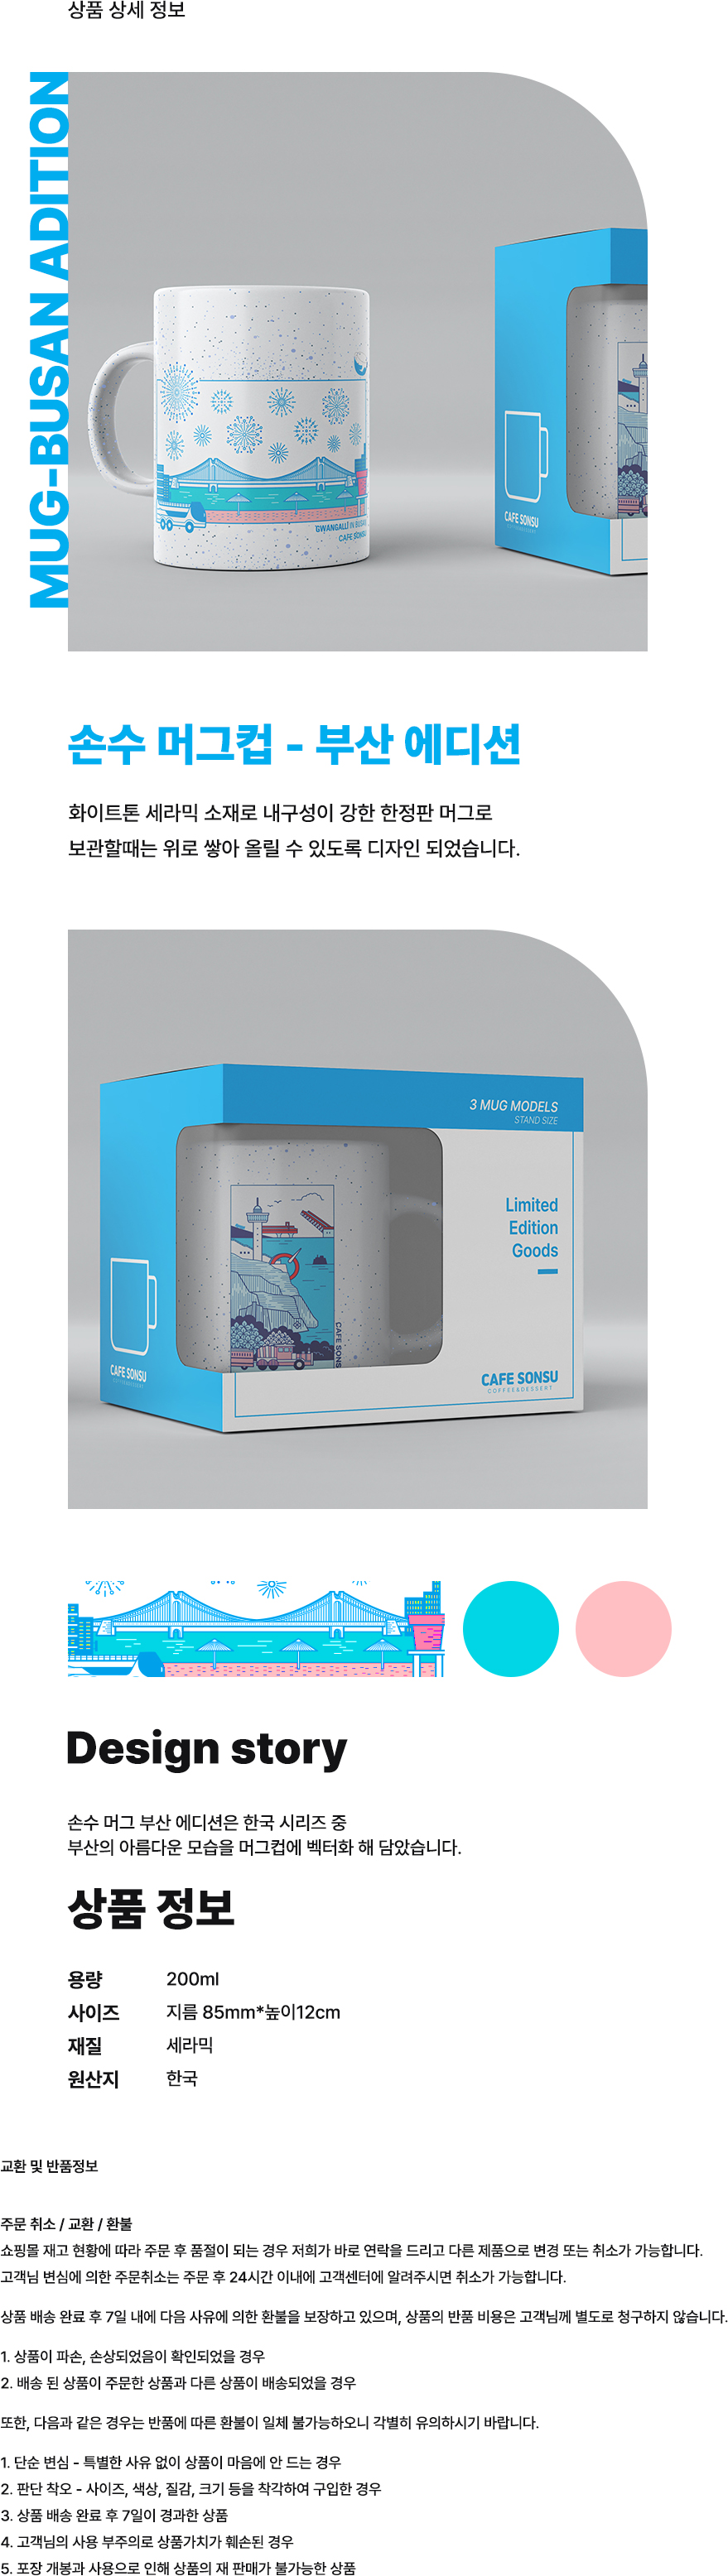 상품 상세 정보
MUG-BUSAN ADITION
GWANGALLI IN BUSAN
CAFE SONSU
CAFE SONSU
손수 머그컵 - 부산 에디션
화이트톤 세라믹 소재로 내구성이 강한 한정판 머그로
보관할때는 위로 쌓아 올릴 수 있도록 디자인 되었습니다.
3 MUG MODELS
STAND SIZE
Limited
Edition
Goods
CAFE SONS
CAFE SONSU
COFFEE&DESSERT
CAFE SONSU
COFFEE&DESSERT
Design story
손수 머그 부산 에디션은 한국 시리즈 중
부산의 아름다운 모습을 머그컵에 벡터화 해 담았습니다.
상품 정보
용량 200ml
사이즈 지름 85mm*높이12cm
재질 세라믹
원산지 한국
교환 및 반품정보
주문 취소 / 교환 / 환불
쇼핑몰 재고 현황에 따라 주문 후 품절이 되는 경우 저희가 바로 연락을 드리고 다른 제품으로 변경 또는 취소가 가능합니다.
고객님 변심에 의한 주문취소는 주문 후 24시간 이내에 고객센터에 알려주시면 취소가 가능합니다.
상품 배송 완료 후 7일 내에 다음 사유에 의한 환불을 보장하고 있으며, 상품의 반품 비용은 고객님께 별도로 청구하지 않습니다.
1. 상품이 파손, 손상되었음이 확인되었을 경우
2. 배송 된 상품이 주문한 상품과 다른 상품이 배송되었을 경우
또한, 다음과 같은 경우는 반품에 따른 환불이 일체 불가능하오니 각별히 유의하시기 바랍니다.
1. 단순 변심 - 특별한 사유 없이 상품이 마음에 안 드는 경우
2. 판단 착오 - 사이즈, 색상, 질감, 크기 등을 착각하여 구입한 경우
3. 상품 배송 완료 후 7일이 경과한 상품
4. 고객님의 사용 부주의로 상품가치가 훼손된 경우
5. 포장 개봉과 사용으로 인해 상품의 재 판매가 불가능한 상품